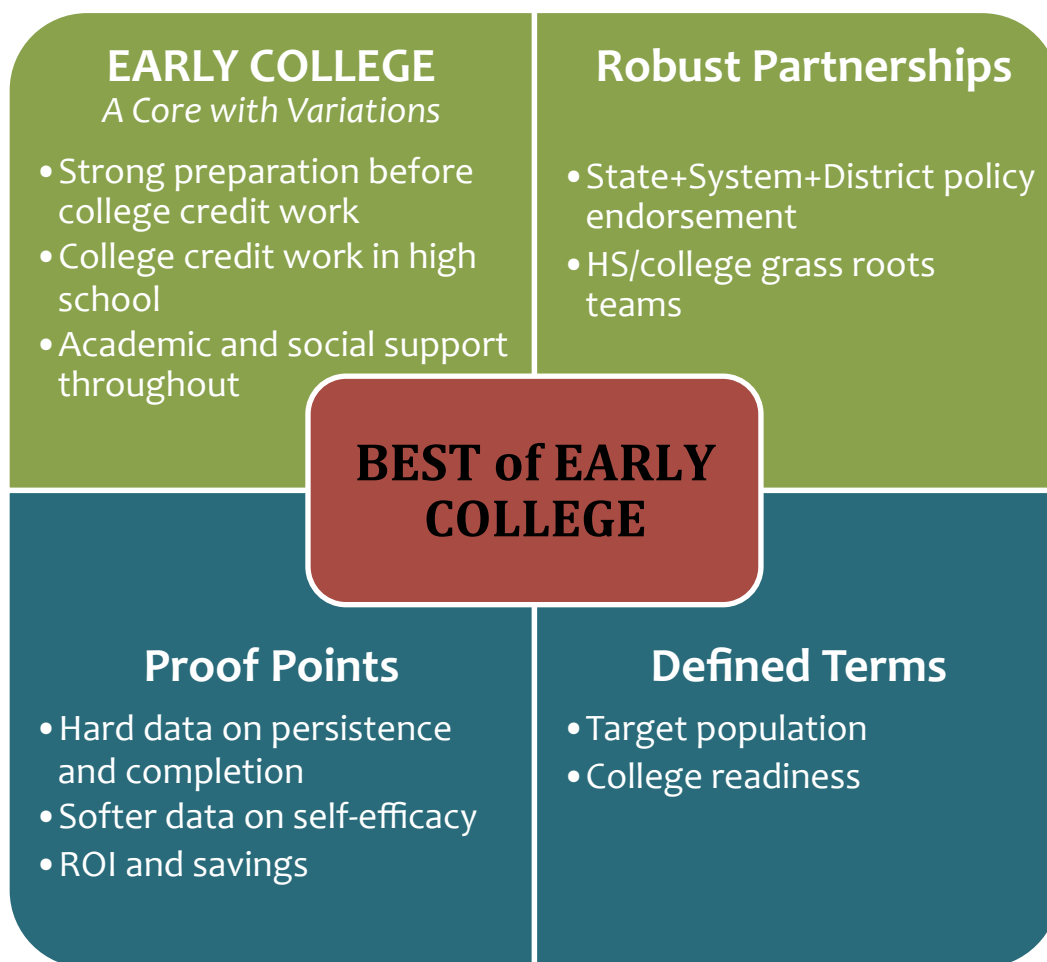 EARLY COLLEGE
A Core with Variations
• Strong preparation before
college credit work
• College credit work in high
school
• Academic and social support
throughout
Robust Partnerships
• State+System+District policy
endorsement
• HS/college grass roots
teams
BEST of EARLY
COLLEGE
Proof Points
• Hard data on persistence
and completion
• Softer data on self-efficacy
• ROI and savings
Defined Terms
• Target population
• College readiness